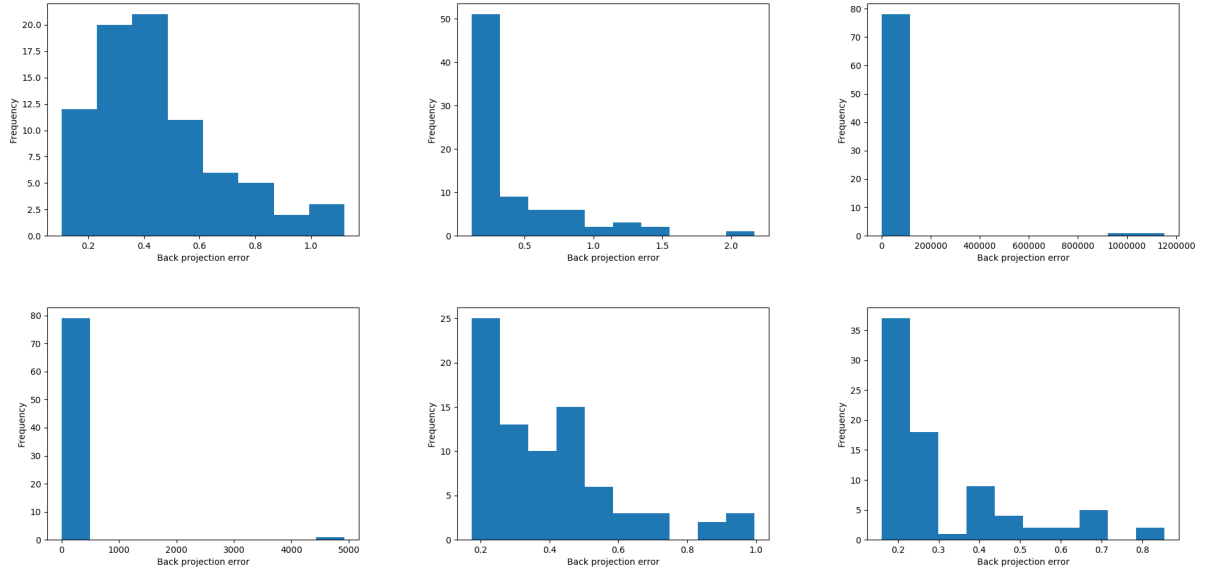 20.0
17.5
15.0
12.5
10.0
7.5
5.0
2.5
0.0
Frequency
0.2 0.4 0.6 0.8 1.0
Back projection error
50
40
30
20
10
0
Frequency
0.5 1.0 1.5 2.0
Back projection error
80
70
60
50
40
30
20
10
0
Frequency
0 200000 400000 600000 800000 1000000 1200000
Back projection error
80
70
60
50
40
30
20
10
0
Frequency
0 1000 2000 3000 4000 5000
Back projection error
25
20
15
10
5
0
Frequency
0.2 0.4 0.6 0.8 1.0
Back projection error
35
30
25
20
15
10
5
0
Frequency
0.2 0.3 0.4 0.5 0.6 0.7 0.8
Back projection error